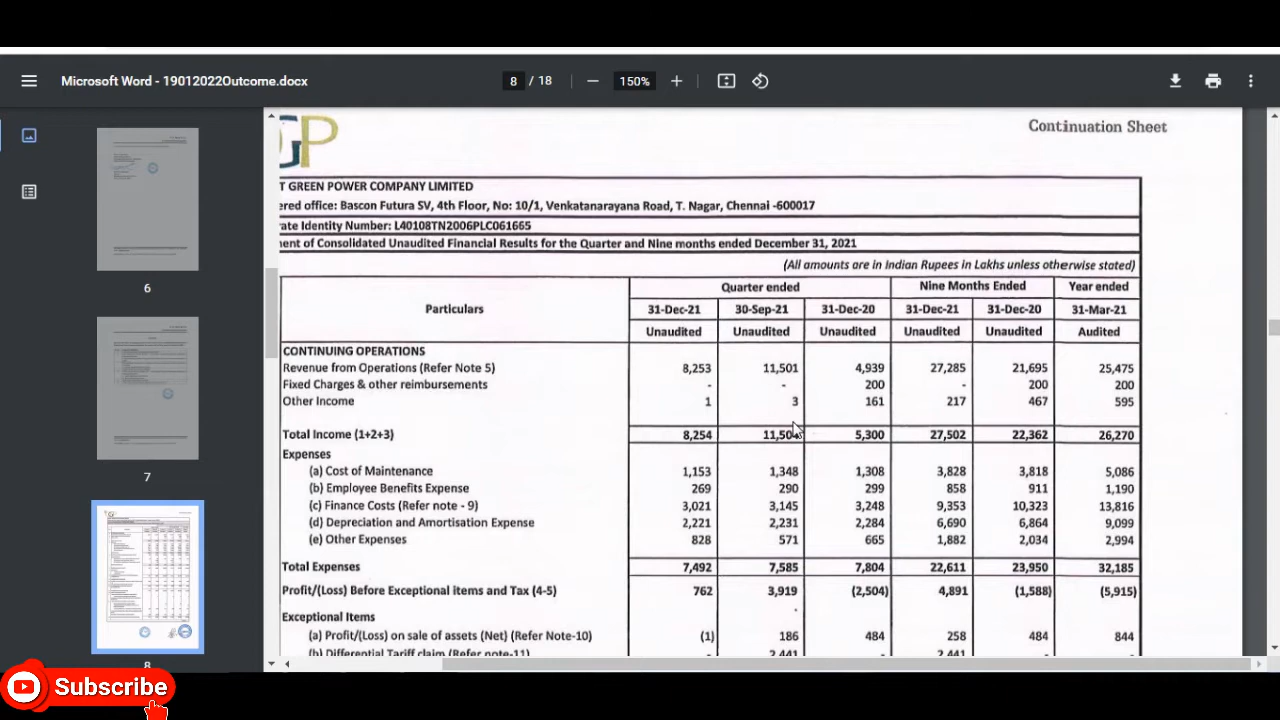 Microsoft Word - 19012022Outcome.docx
8 / 18
150%
GP
Continuation Sheet
T GREEN POWER COMPANY LIMITED
ered office: Bascon Futura SV, 4th Floor, No: 10/1, Venkatanarayana Road, T. Nagar, Chennai -600017
rate Identity Number: L40108TN2006PLC061665
nent of Consolidated Unaudited Financial Results for the Quarter and Nine months ended December 31, 2021
(All amounts are in Indian Rupees in Lakhs unless otherwise stated)
Quarter ended Nine Months Ended Year ended
Particulars 31-Dec-21 30-Sep-21 31-Dec-20 31-Dec-21 31-Dec-20 31-Mar-21
Unaudited Unaudited Unaudited Unaudited Unaudited Audited
CONTINUING OPERATIONS
Revenue from Operations (Refer Note 5) 8,253 11,501 4,939 27,285 21,695 25,475
Fixed Charges & other reimbursements - - 200 - 200 200
Other Income 1 3 161 217 467 595
Total Income (1+2+3) 8,254 11,504 5,300 27,502 22,362 26,270
Expenses
(a) Cost of Maintenance 1,153 1,348 1,308 3,828 3,818 5,086
(b) Employee Benefits Expense 269 290 299 858 911 1,190
(c) Finance Costs (Refer note - 9) 3,021 3,145 3,248 9,353 10,323 13,816
(d) Depreciation and Amortisation Expense 2,221 2,231 2,284 6,690 6,864 9,099
(e) Other Expenses 828 571 665 1,882 2,034 2,994
Total Expenses 7,492 7,585 7,804 22,611 23,950 32,185
Profit/(Loss) Before Exceptional items and Tax (4-5) 762 3,919 (2,504) 4,891 (1,588) (5,915)
Exceptional Items
(a) Profit/(Loss) on sale of assets (Net) (Refer Note-10) (1) 186 484 258 484 844
(b) Differential Tariff claim (Refer note-11) - 2,441 - 2,441 - -
6
7
8
Subscribe